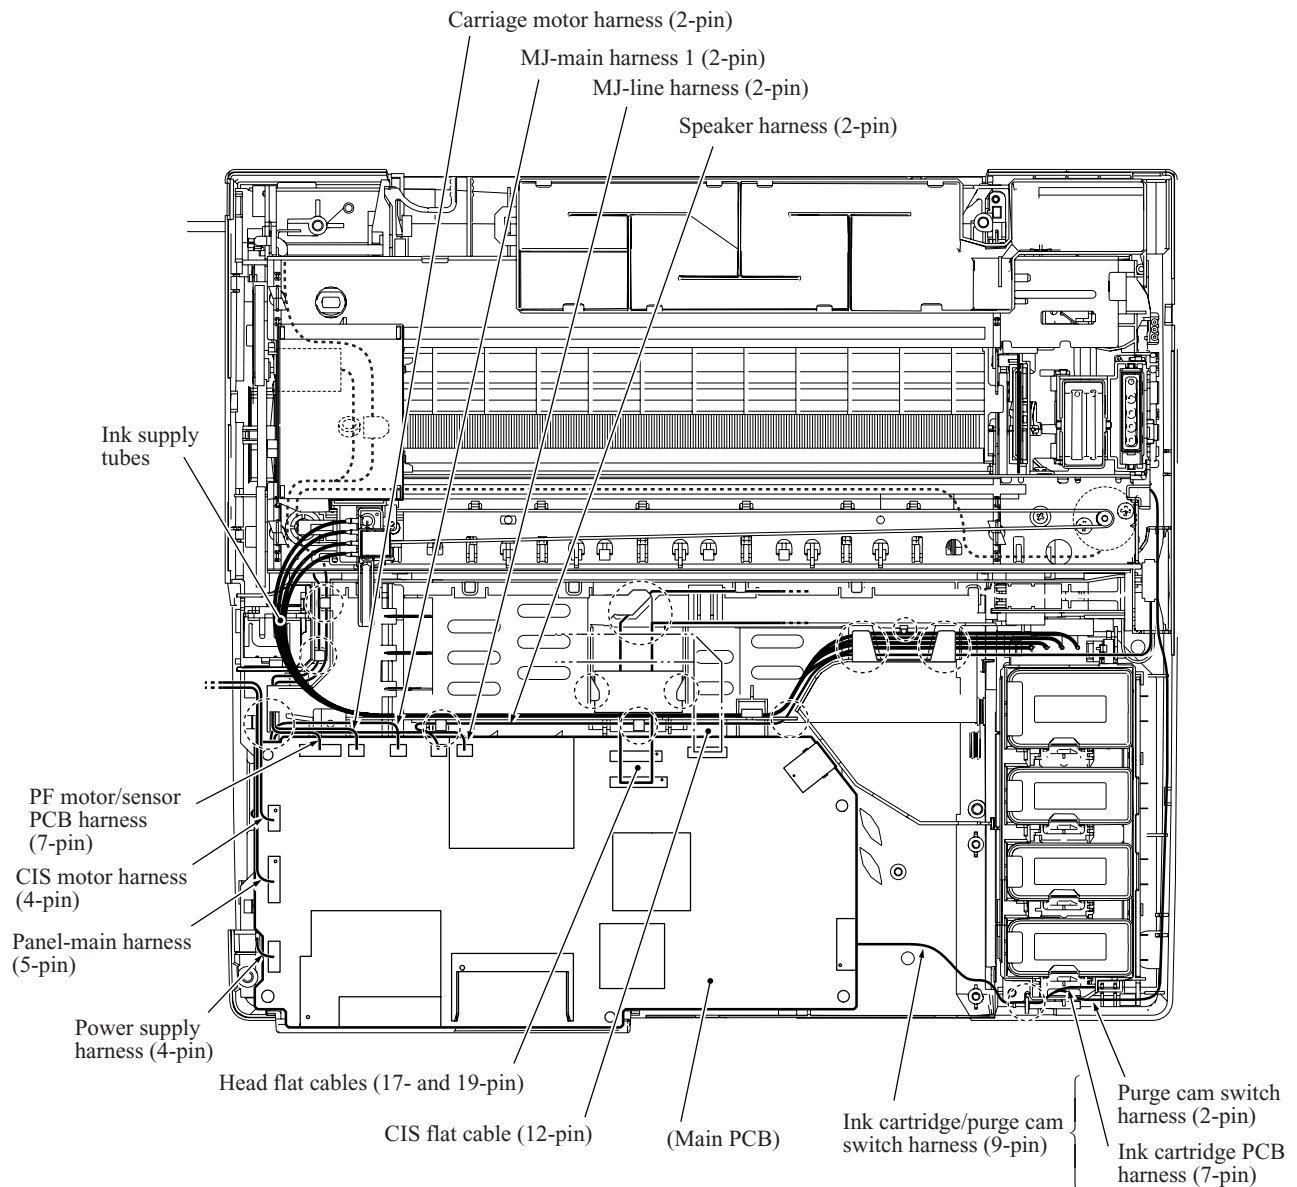 Carriage motor harness (2-pin)
MJ-main harness 1 (2-pin)
MJ-line harness (2-pin)
Speaker harness (2-pin)
Ink supply
tubes
PF motor/sensor
PCB harness
(7-pin)
CIS motor harness
(4-pin)
Panel-main harness
(5-pin)
Power supply
harness (4-pin)
Head flat cables (17- and 19-pin)
CIS flat cable (12-pin)
(Main PCB)
Ink cartridge/purge cam
switch harness (9-pin)
Purge cam switch
harness (2-pin)
Ink cartridge PCB
harness (7-pin)